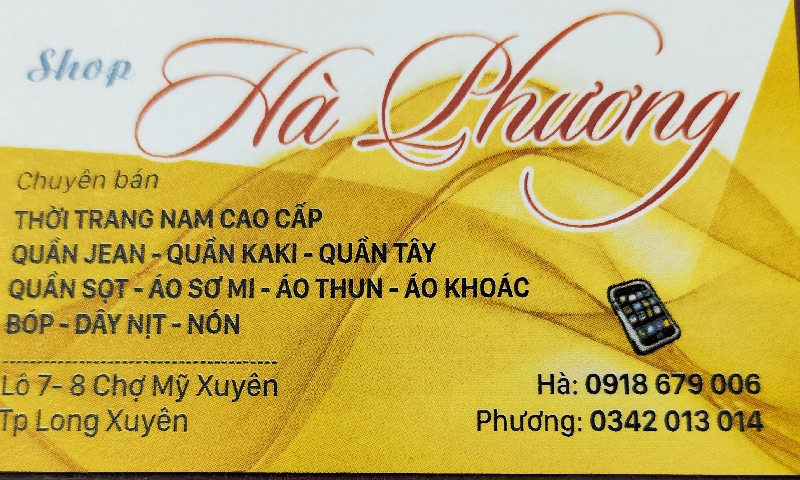 Shop Hà Phương
Chuyên bán
THỜI TRANG NAM CAO CẤP
QUẦN JEAN - QUẦN KAKI - QUẦN TÂY
QUẦN SỌT - ÁO SƠ MI - ÁO THUN - ÁO KHOÁC
BÓP - DÂY NỊT - NÓN
Lô 7- 8 Chợ Mỹ Xuyên
Tp Long Xuyên
Hà: 0918 679 006
Phương: 0342 013 014